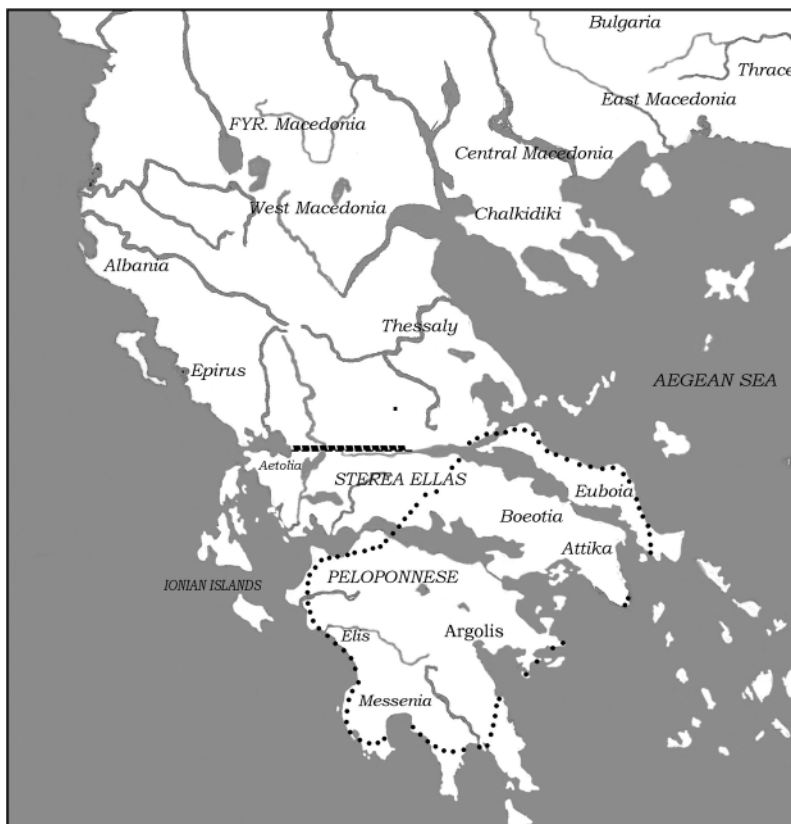 Bulgaria
Thrace
East Macedonia
FYR. Macedonia
Central Macedonia
West Macedonia
Chalkidiki
Albania
Thessaly
Epirus
AEGEAN SEA
Aetolia
STEREA ELLAS
Euboia
Boeotia
Attika
PELOPONNESE
IONIAN ISLANDS
Elis
Argolis
Messenia